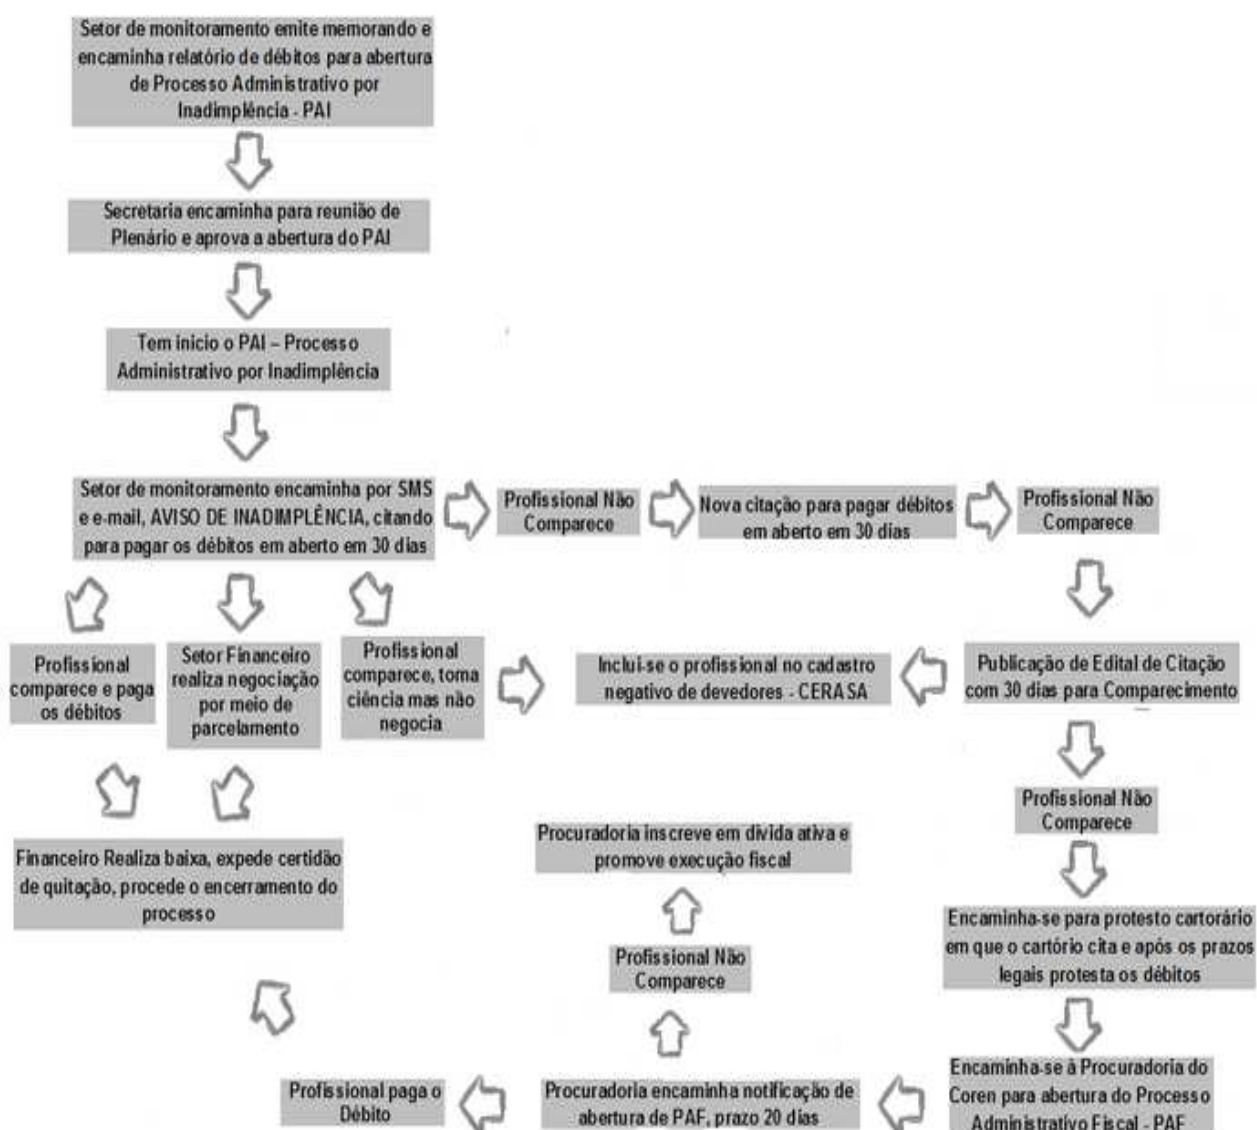 Setor de monitoramento emite memorando e
encaminha relatório de débitos para abertura
de Processo Administrativo por
Inadimplência - PAI
Secretaria encaminha para reunião de
Plenário e aprova a abertura do PAI
Tem inicio o PAI – Processo
Administrativo por Inadimplência
Setor de monitoramento encaminha por SMS
e e-mail, AVISO DE INADIMPLÊNCIA, citando
para pagar os débitos em aberto em 30 dias
Profissional Não
Comparece
Nova citação para pagar débitos
em aberto em 30 dias
Profissional Não
Comparece
Profissional
comparece e paga
os débitos
Setor Financeiro
realiza negociação
por meio de
parcelamento
Profissional
comparece, toma
ciência mas não
negocia
Inclui-se o profissional no cadastro
negativo de devedores - CERASA
Publicação de Edital de Citação
com 30 dias para Comparecimento
Profissional Não
Comparece
Financeiro Realiza baixa, expede certidão
de quitação, procede o encerramento do
processo
Procuradoria inscreve em divida ativa e
promove execução fiscal
Profissional Não
Comparece
Encaminha-se para protesto cartorário
em que o cartório cita e após os prazos
legais protesta os débitos
Profissional paga o
Débito
Procuradoria encaminha notificação de
abertura de PAF, prazo 20 dias
Encaminha-se à Procuradoria do
Coren para abertura do Processo
Administrativo Fiscal - PAF